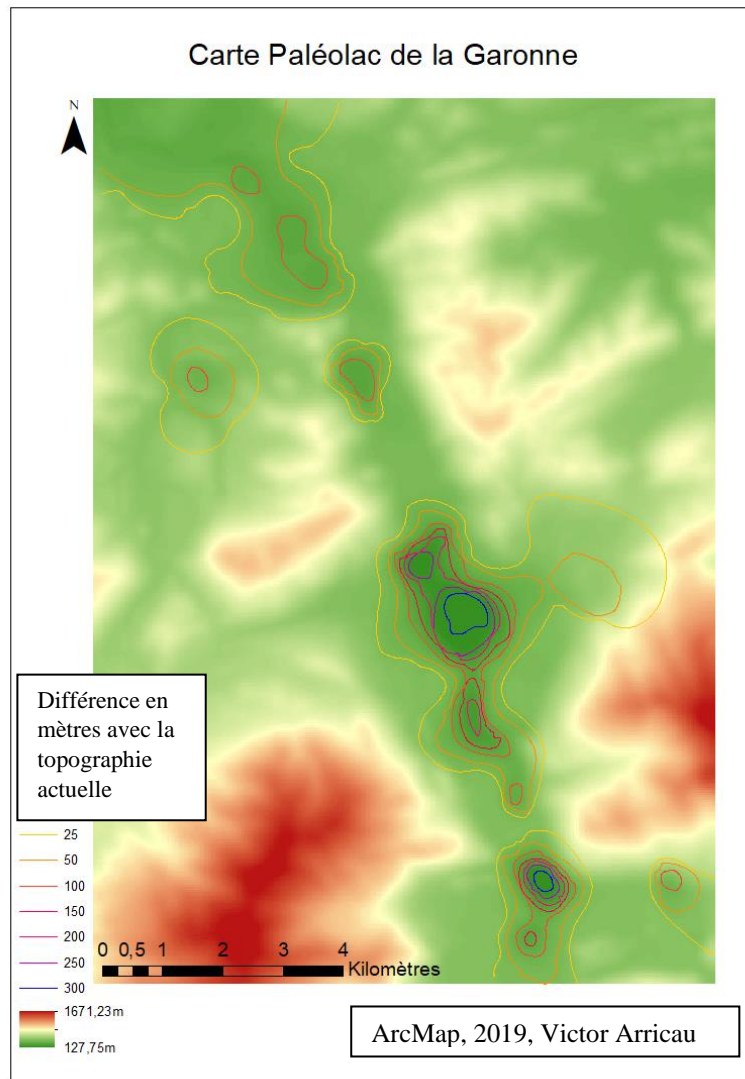 Carte Paléolac de la Garonne
N
Différence en
mètres avec la
topographie
actuelle
25
50
100
150
200
250
300
1671,23m
127,75m
0 0,5 1 2 3 4
Kilomètres
ArcMap, 2019, Victor Arricau